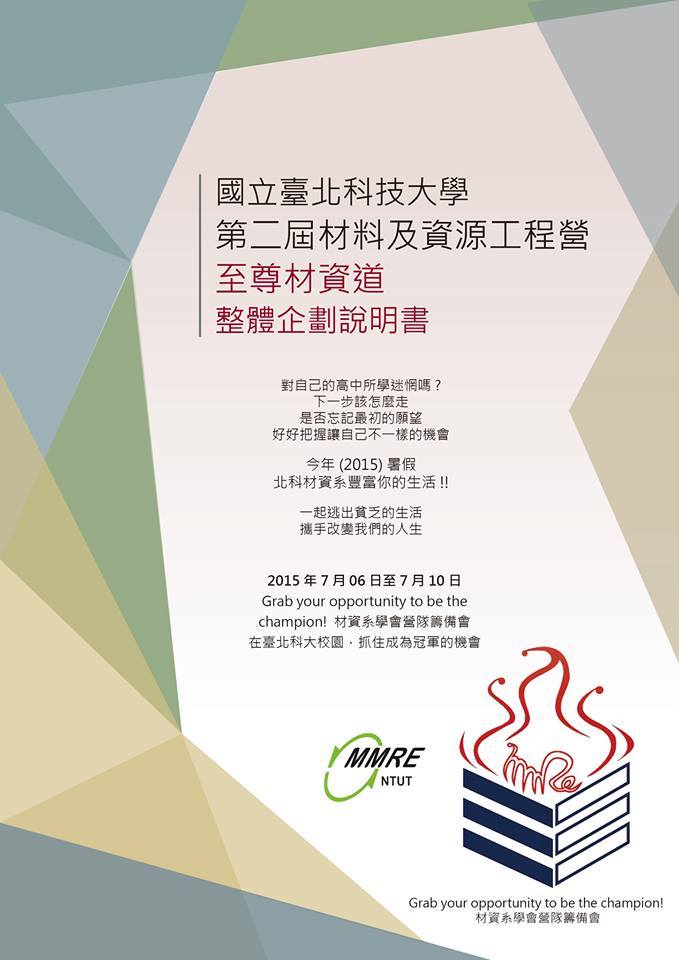 國立臺北科技大學
第二屆材料及資源工程營
至尊材資道
整體企劃說明書
對自己的高中所學迷惘嗎？
下一步該怎麼走
是否忘記最初的願望
好好把握讓自己不一樣的機會
今年 (2015) 暑假
北科材資系豐富你的生活 !!
一起逃出貧乏的生活
攜手改變我們的人生
2015 年 7 月 06 日至 7 月 10 日
Grab your opportunity to be the
champion! 材資系學會營隊籌備會
在臺北科大校園，抓住成為冠軍的機會
MMRE
NTUT
mmRe
Grab your opportunity to be the champion!
材資系學會營隊籌備會